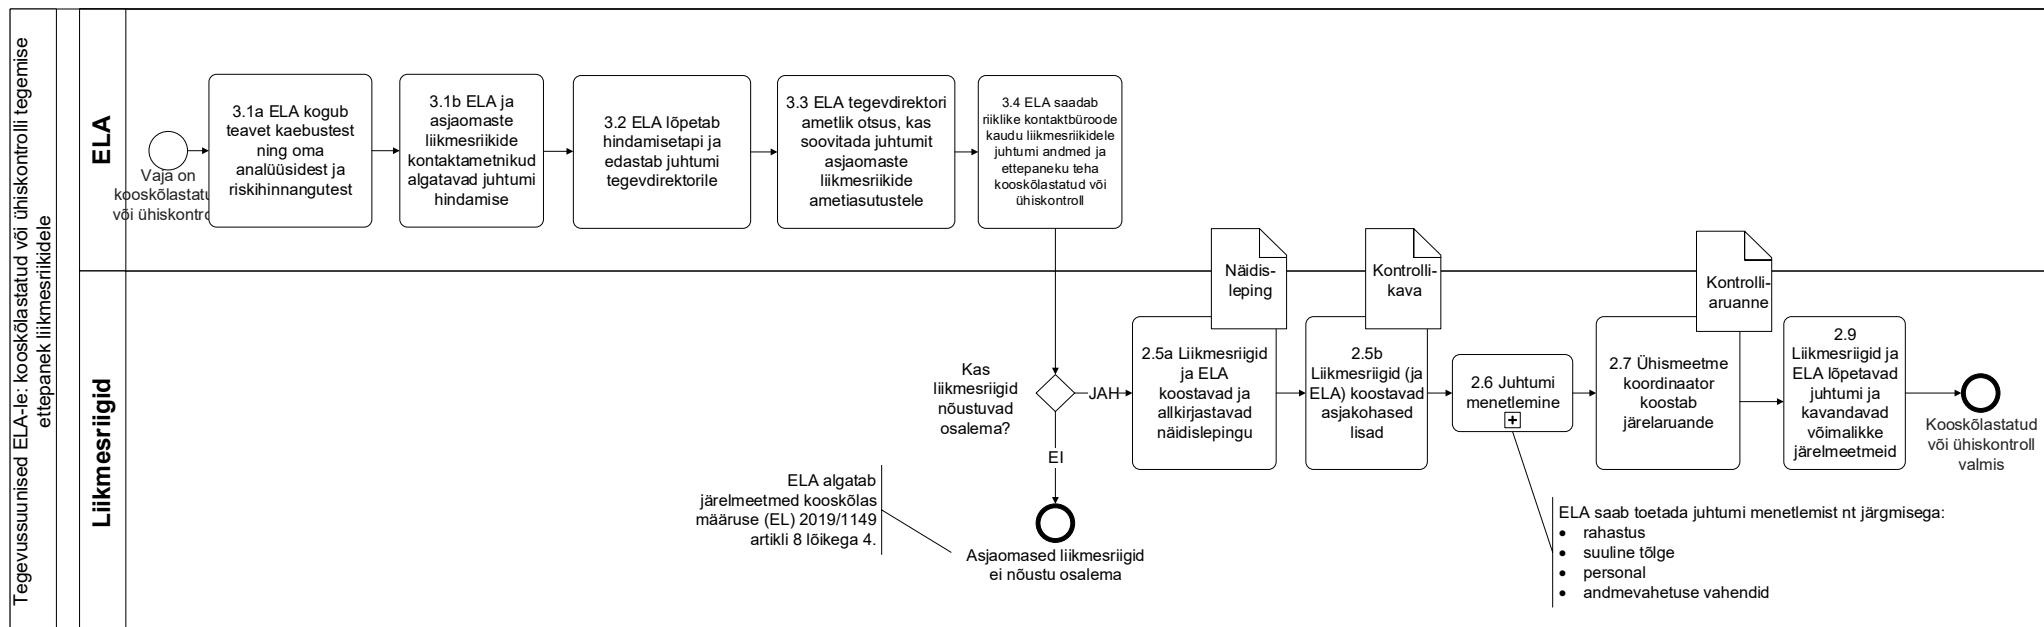 Tegevussuunised ELA-le: kooskõlastatud või ühiskontrolli tegemise
ettepanek liikmesriikidele
ELA
Liikmesriigid
Vaja on
kooskõlastatu
või ühiskontro
3.1a ELA kogub
teavet kaebustest
ning oma
analüüsidest ja
riskihinnangutest
3.1b ELA ja
asjaomaste
liikmesriikide
kontaktametnikud
algatavad juhtumi
hindamise
3.2 ELA lõpetab
hindamisetapi ja
edastab juhtumi
tegevdirektorile
3.3 ELA tegevdirektori
ametlik otsus, kas
soovitada juhtumit
asjaomaste
liikmesriikide
ametiasutustele
3.4 ELA saadab
riiklike kontaktbüroode
kaudu liikmesriikidele
juhtumi andmed ja
ettepaneku teha
kooskõlastatud või
ühiskontroll
Kas
liikmesriigid
nõustuvad
osalema?
JAH
EI
ELA algatab
järelmeetmed kooskõlas
määruse (EL) 2019/1149
artikli 8 lõikega 4.
Asjaomased liikmesriigid
ei nõustu osalema
Näidis-
leping
2.5a Liikmesriigid
ja ELA
koostavad ja
allkirjastavad
näidislepingu
Kontrolli-
kava
2.5b
Liikmesriigid (ja
ELA) koostavad
asjakohased
lisad
2.6 Juhtumi
menetlemine
Kontrolli-
aruanne
2.7 Ühismeetme
koordinaator
koostab
järelaruande
2.9
Liikmesriigid ja
ELA lõpetavad
juhtumi ja
kavandavad
võimalikke
järelmeetmeid
Kooskõlastatud
või ühiskontroll
valmis
ELA saab toetada juhtumi menetlemist nt järgmisega:
• rahastus
• suuline tõlge
• personal
• andmevahetuse vahendid